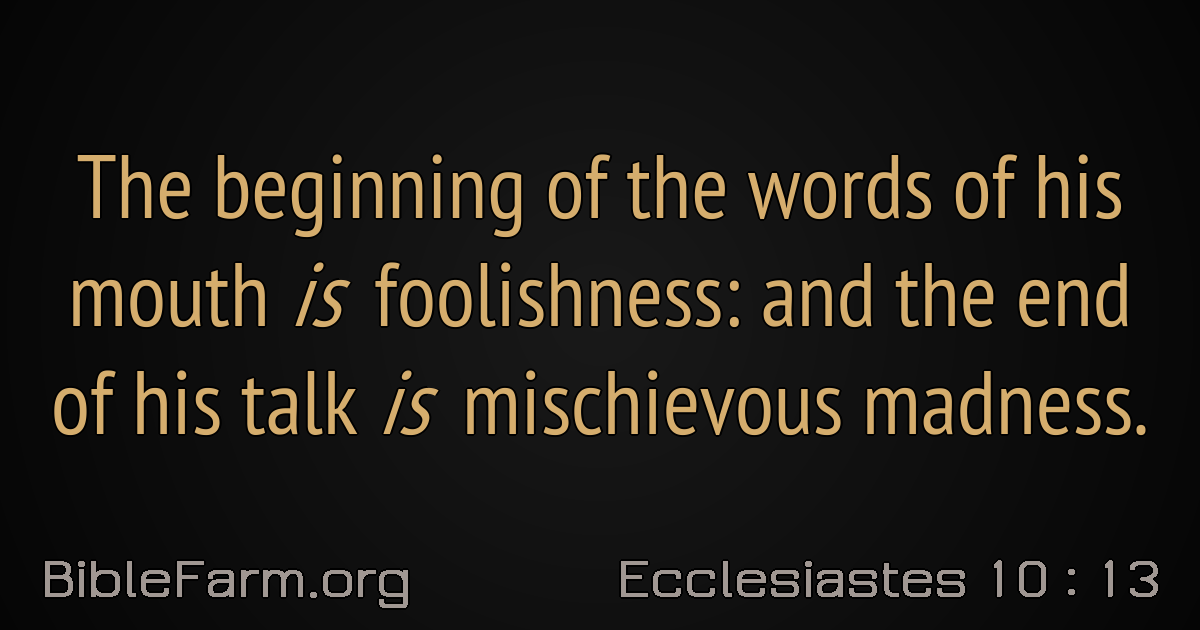 The beginning of the words of his
mouth is foolishness: and the end
of his talk is mischievous madness.
BibleFarm.org
Ecclesiastes 10 : 13